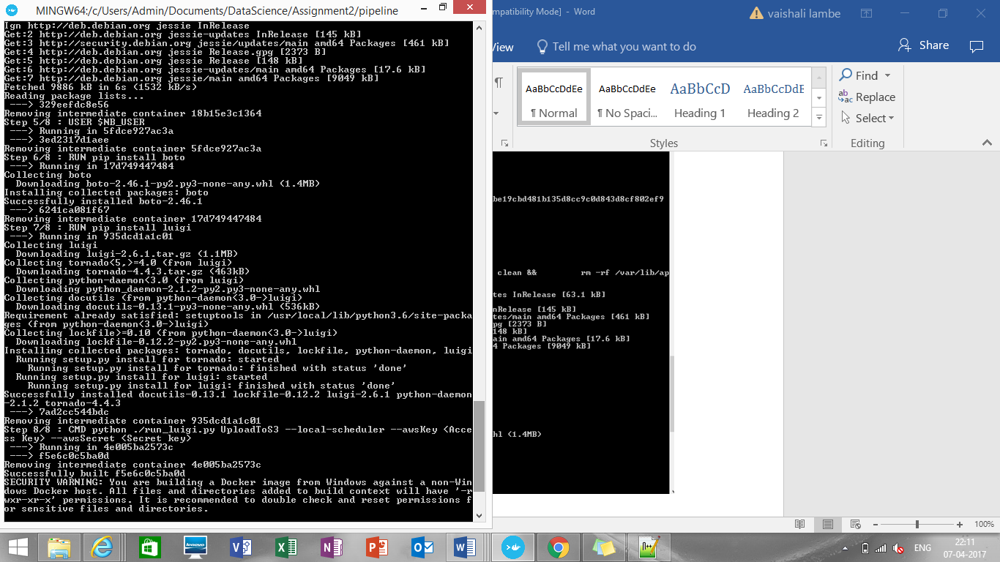 MINGW64:/c/Users/Admin/Documents/DataScience/Assignment2/pipeline
Ign http://deb.debian.org jessie InRelease
Get:2 http://deb.debian.org jessie-updates InRelease [145 kB]
Get:3 http://security.debian.org jessie/updates/main amd64 Packages [461 kB]
Get:4 http://deb.debian.org jessie Release.gpg [2373 B]
Get:5 http://deb.debian.org jessie Release [148 kB]
Get:6 http://deb.debian.org jessie-updates/main amd64 Packages [17.6 kB]
Get:7 http://deb.debian.org jessie/main amd64 Packages [9049 kB]
Fetched 9886 kB in 6s (1532 kB/s)
Reading package lists...
---> 329eefdc8e56
Removing intermediate container 18b15e3c1364
Step 5/8 : USER $NB_USER
---> Running in 5fdce927ac3a
---> 3ed2317d1aee
Removing intermediate container 5fdce927ac3a
Step 6/8 : RUN pip install boto
---> Running in 17d749447484
Collecting boto
Downloading boto-2.46.1-py2.py3-none-any.whl (1.4MB)
Installing collected packages: boto
Successfully installed boto-2.46.1
---> 6241ca081f67
Removing intermediate container 17d749447484
Step 7/8 : RUN pip install luigi
---> Running in 935dcd1a1c01
Collecting luigi
Downloading luigi-2.6.1.tar.gz (1.1MB)
Collecting tornado<5,>=4.0 (from luigi)
Downloading tornado-4.4.3.tar.gz (463kB)
Collecting python-daemon<3.0 (from luigi)
Downloading python_daemon-2.1.2-py2.py3-none-any.whl
Collecting docutils (from python-daemon<3.0->luigi)
Downloading docutils-0.13.1-py3-none-any.whl (536kB)
Requirement already satisfied: setuptools in /usr/local/lib/python3.6/site-packa
ges (from python-daemon<3.0->luigi)
Collecting lockfile>=0.10 (from python-daemon<3.0->luigi)
Downloading lockfile-0.12.2-py2.py3-none-any.whl
Installing collected packages: tornado, docutils, lockfile, python-daemon, luigi
Running setup.py install for tornado: started
Running setup.py install for tornado: finished with status 'done'
Running setup.py install for luigi: started
Running setup.py install for luigi: finished with status 'done'
Successfully installed docutils-0.13.1 lockfile-0.12.2 luigi-2.6.1 python-daemon
-2.1.2 tornado-4.4.3
---> 7ad2cc544bdc
Removing intermediate container 935dcd1a1c01
Step 8/8 : CMD python ./run_luigi.py UploadToS3 --local-scheduler --awsKey <Acce
ss Key> --awsSecret <Secret key>
---> Running in 4e005ba2573c
---> f5e6c0c5ba0d
Removing intermediate container 4e005ba2573c
Successfully built f5e6c0c5ba0d
SECURITY WARNING: You are building a Docker image from Windows against a non-Win
dows Docker host. All files and directories added to build context will have '-r
wxr-xr-x' permissions. It is recommended to double check and reset permissions f
or sensitive files and directories.
mpatibility Mode] - Word
vaishali lambe
View
Tell me what you want to do
Share
AaBbCcDdEe
AaBbCcDdEe
AaBbCcD
AaBbCcDdE
¶ Normal
¶ No Spaci...
Heading 1
Heading 2
Styles
Find
Replace
Select
Editing
be19cbd481b135d8cc9c0d843d8cf802ef9
clean && rm -rf /var/lib/ap
tes InRelease [63.1 kB]
nRelease [145 kB]
tes/main amd64 Packages [461 kB]
pg [2373 B]
148 kB]
ain amd64 Packages [17.6 kB]
4 Packages [9049 kB]
hl (1.4MB)
100%
lenovo
ENG
22:11
07-04-2017